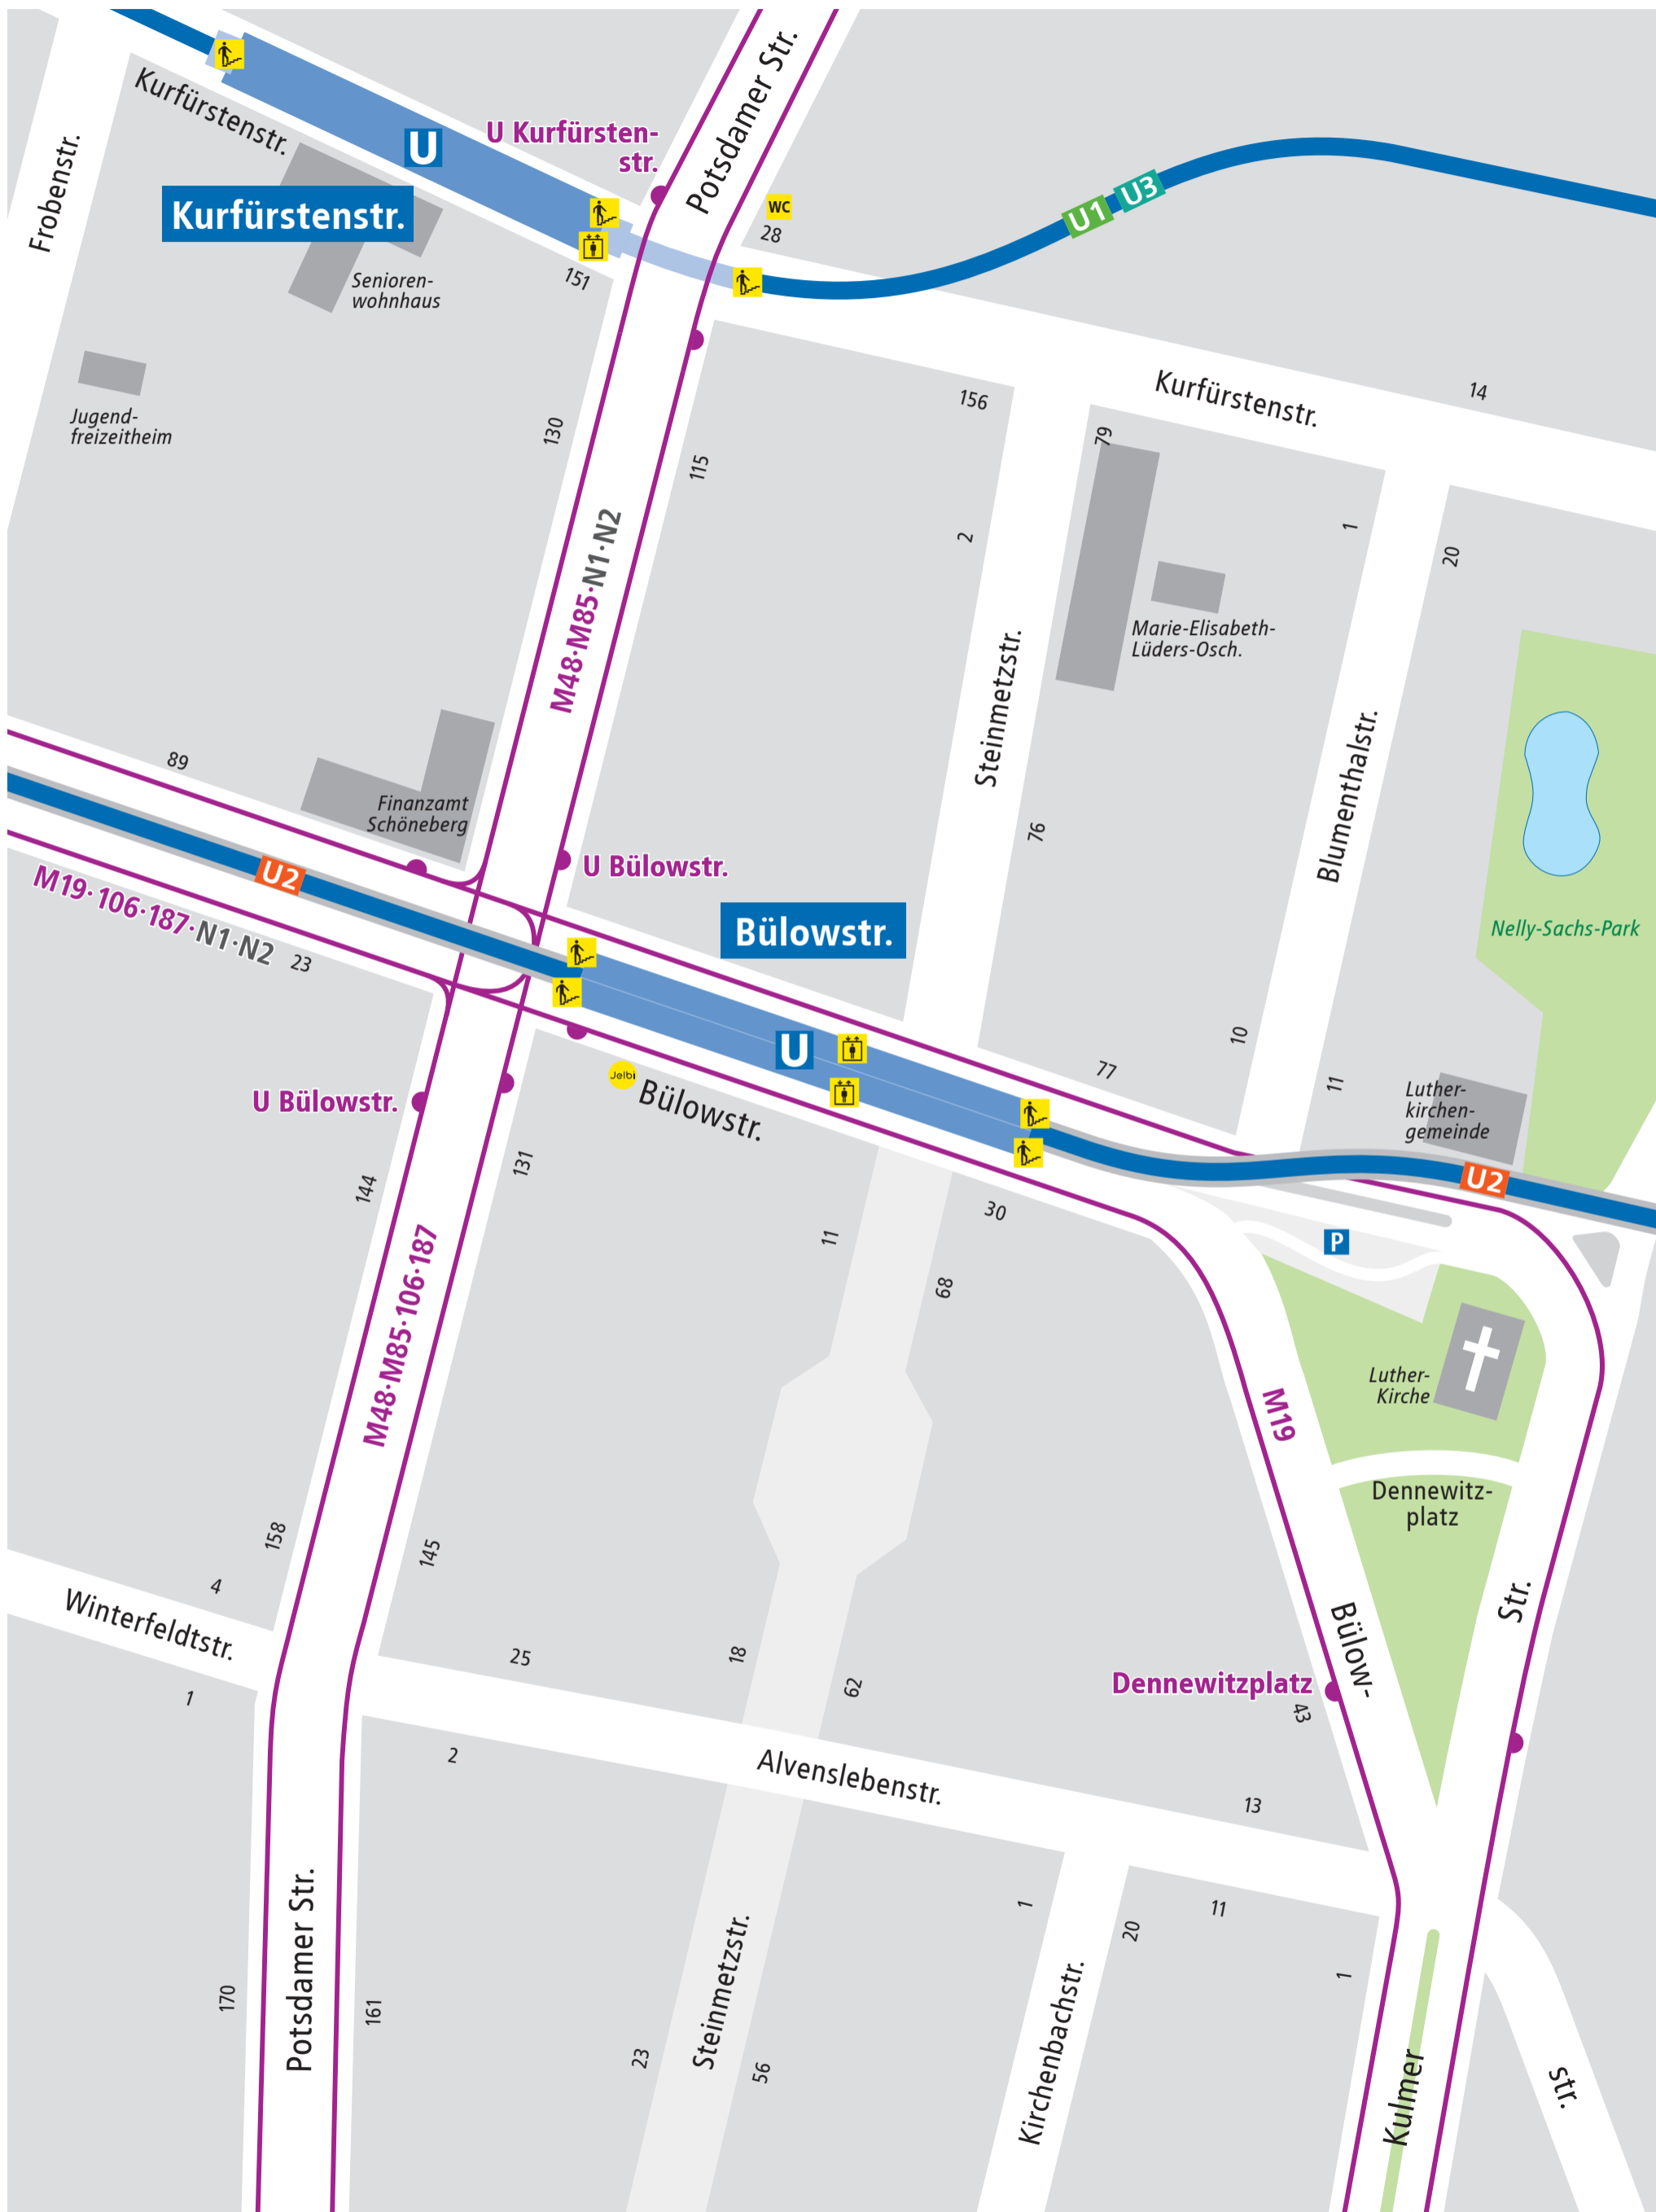 Potsdamer Str.
Kurfürstenstr.
U
U Kurfürsten-
str.
Frobenstr.
Kurfürstenstr.
WC
28
U1
U3
151
Senioren-
wohnhaus
Jugend-
freizeitheim
130
115
156
Kurfürstenstr.
14
79
2
1
20
M48·M85·N1·N2
Marie-Elisabeth-
Lüders-Osch.
Steinmetzstr.
76
Blumenthalstr.
89
Finanzamt
Schöneberg
U Bülowstr.
U2
M19·106·187·N1·N2
23
Bülowstr.
Nelly-Sachs-Park
U
10
77
11
Luther-
kirchen-
gemeinde
Jelbi
Bülowstr.
U Bülowstr.
144
131
U2
30
11
68
P
M48·M85·106·187
Luther-
Kirche
M19
Dennewitz-
platz
158
145
4
Winterfeldtstr.
1
25
18
62
Str.
Bülow-
Dennewitzplatz
43
2
Alvenslebenstr.
13
1
20
11
1
Potsdamer Str.
170
161
Steinmetzstr.
23
56
Kirchenbachstr.
Kulmer
str.